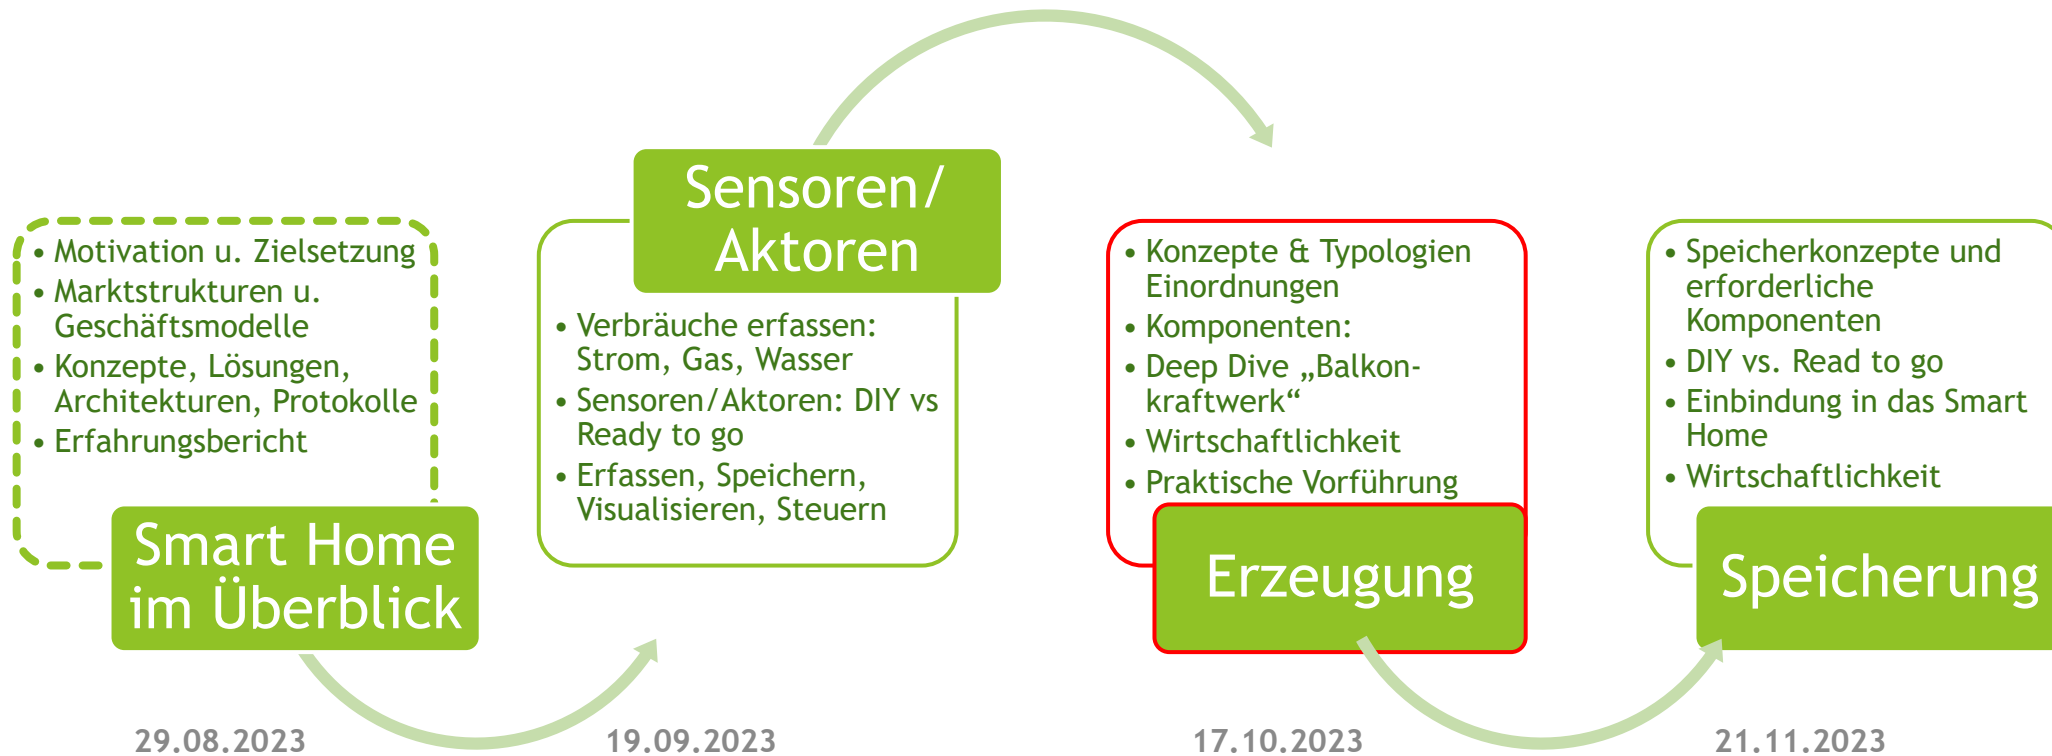 • Motivation u. Zielsetzung
• Marktstrukturen u.
Geschäftsmodelle
• Konzepte, Lösungen,
Architekturen, Protokolle
• Erfahrungsbericht
Smart Home
im Überblick
29.08.2023
Sensoren/
Aktoren
• Verbräuche erfassen:
Strom, Gas, Wasser
• Sensoren/Aktoren: DIY vs
Ready to go
• Erfassen, Speichern,
Visualisieren, Steuern
19.09.2023
• Konzepte & Typologien
Einordnungen
• Komponenten:
• Deep Dive „Balkon-
kraftwerk“
• Wirtschaftlichkeit
• Praktische Vorführung
Erzeugung
17.10.2023
• Speicherkonzepte und
erforderliche
Komponenten
• DIY vs. Read to go
• Einbindung in das Smart
Home
• Wirtschaftlichkeit
Speicherung
21.11.2023